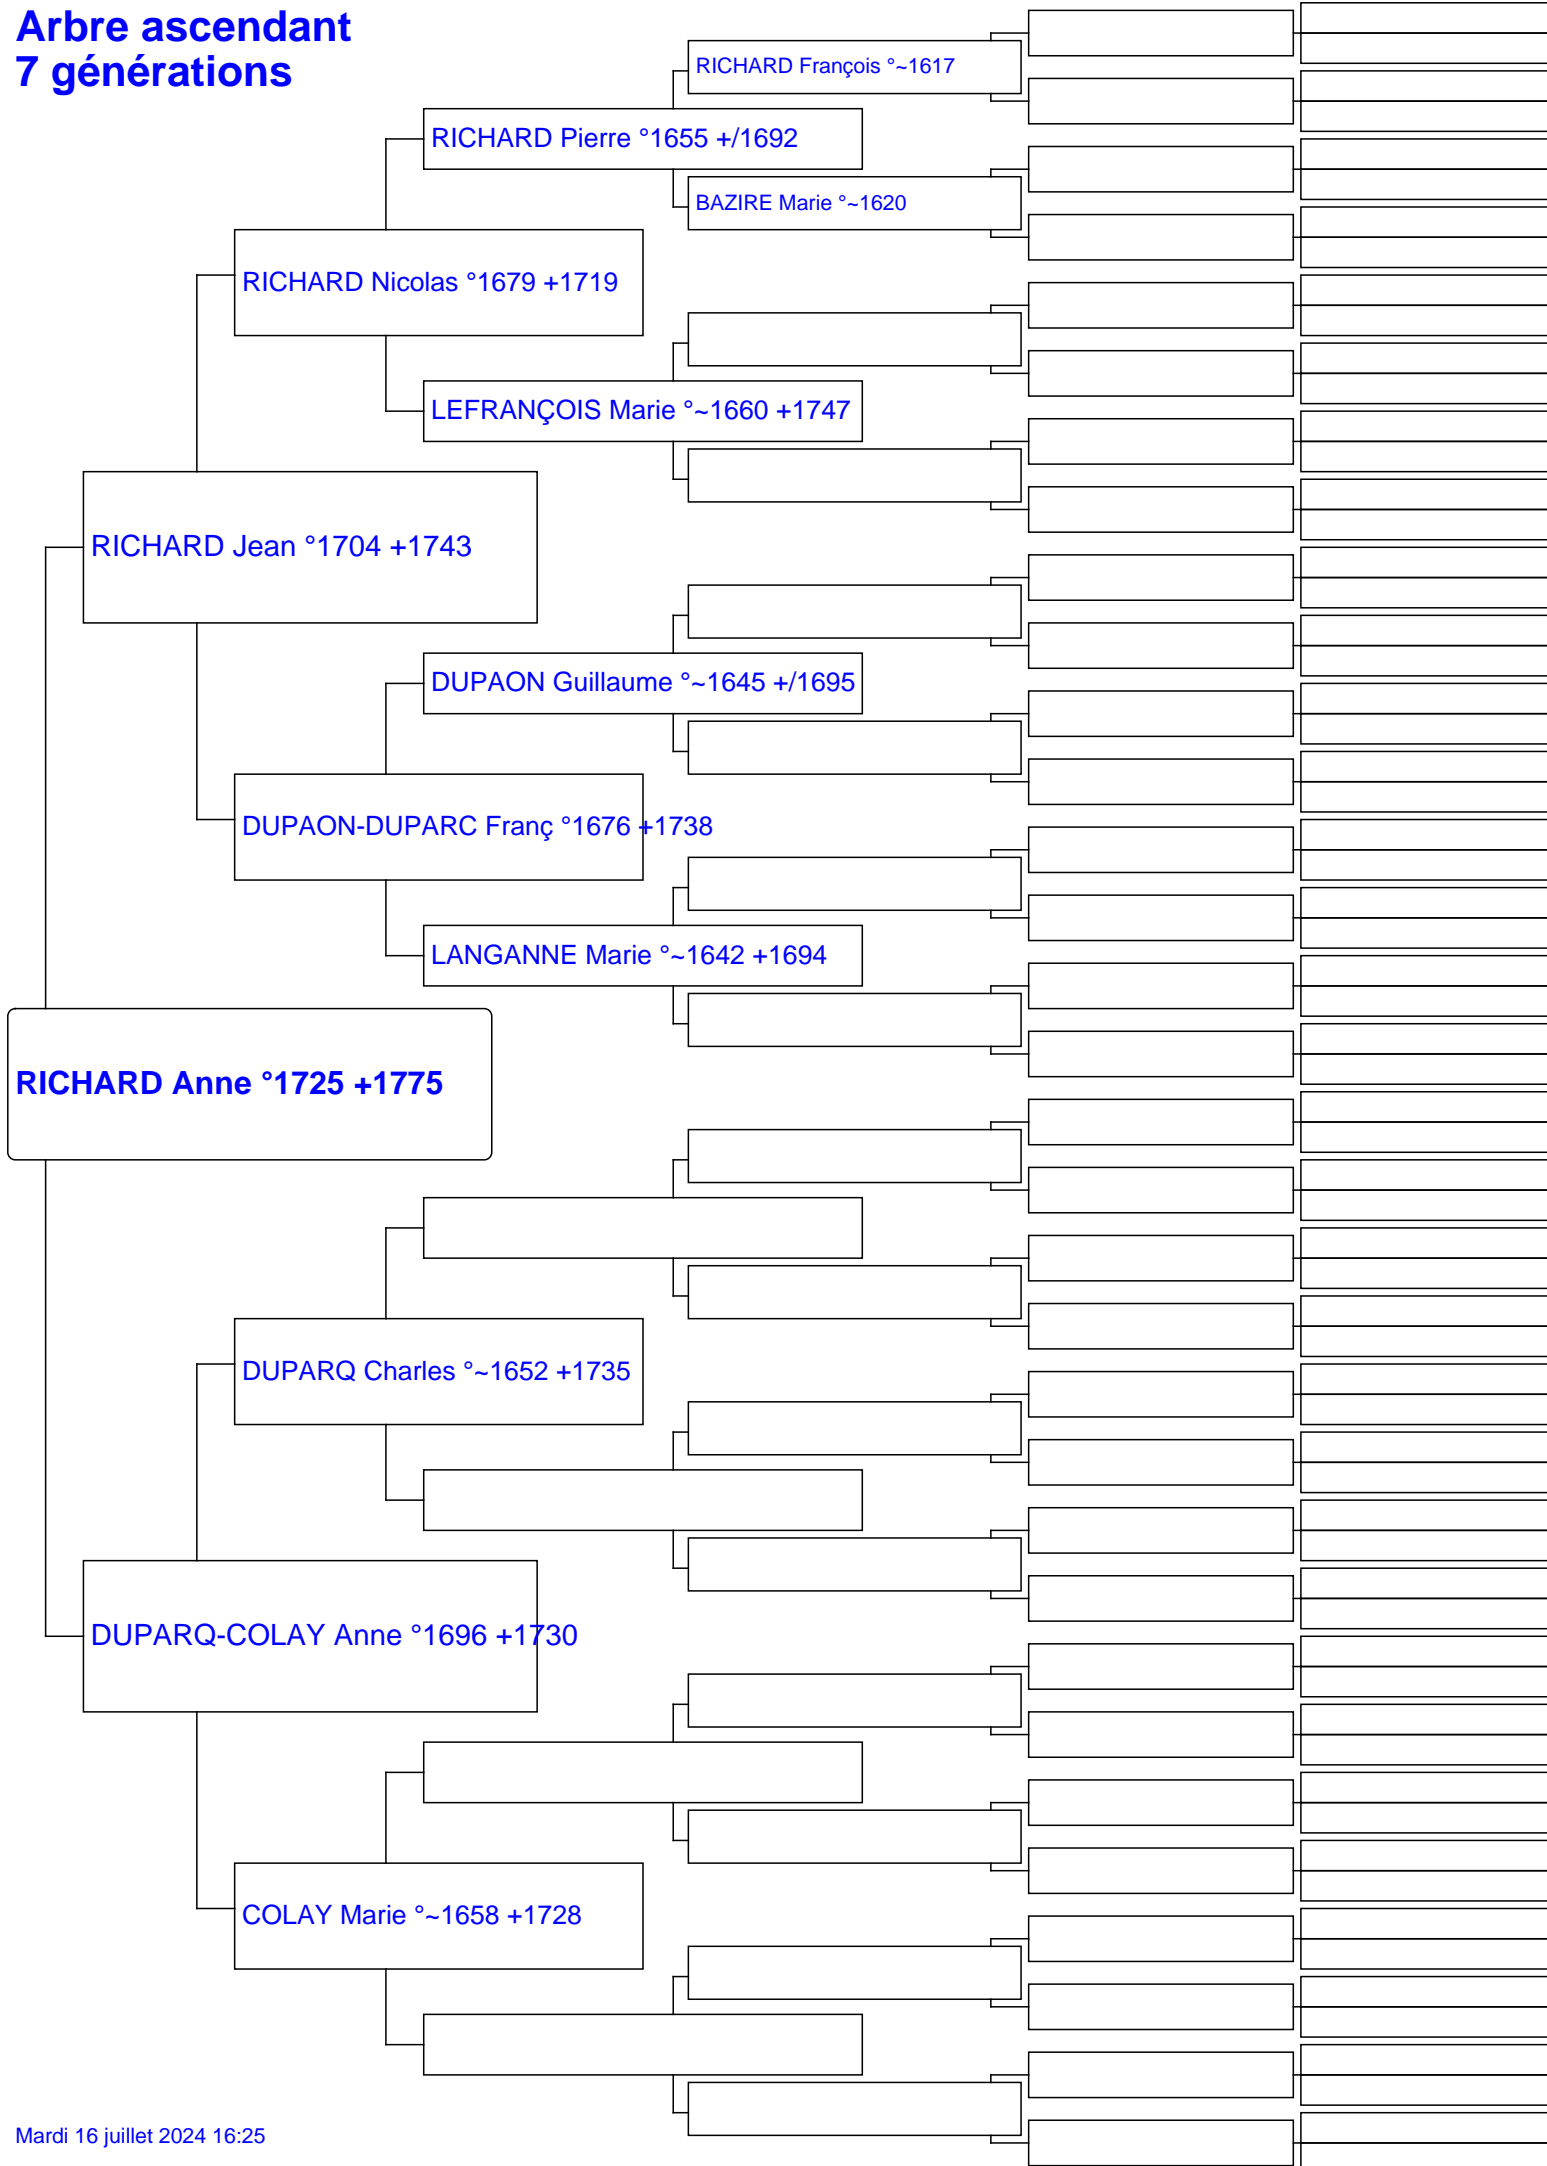 Arbre ascendant
7 générations
RICHARD François °~1617
RICHARD Pierre °1655 +/1692
BAZIRE Marie °~1620
RICHARD Nicolas °1679 +1719
LEFRANÇOIS Marie °~1660 +1747
RICHARD Jean °1704 +1743
DUPAON Guillaume °~1645 +/1695
DUPAON-DUPARC Franç °1676 +1738
LANGANNE Marie °~1642 +1694
RICHARD Anne °1725 +1775
DUPARQ Charles °~1652 +1735
DUPARQ-COLAY Anne °1696 +1730
COLAY Marie °~1658 +1728
Mardi 16 juillet 2024 16:25